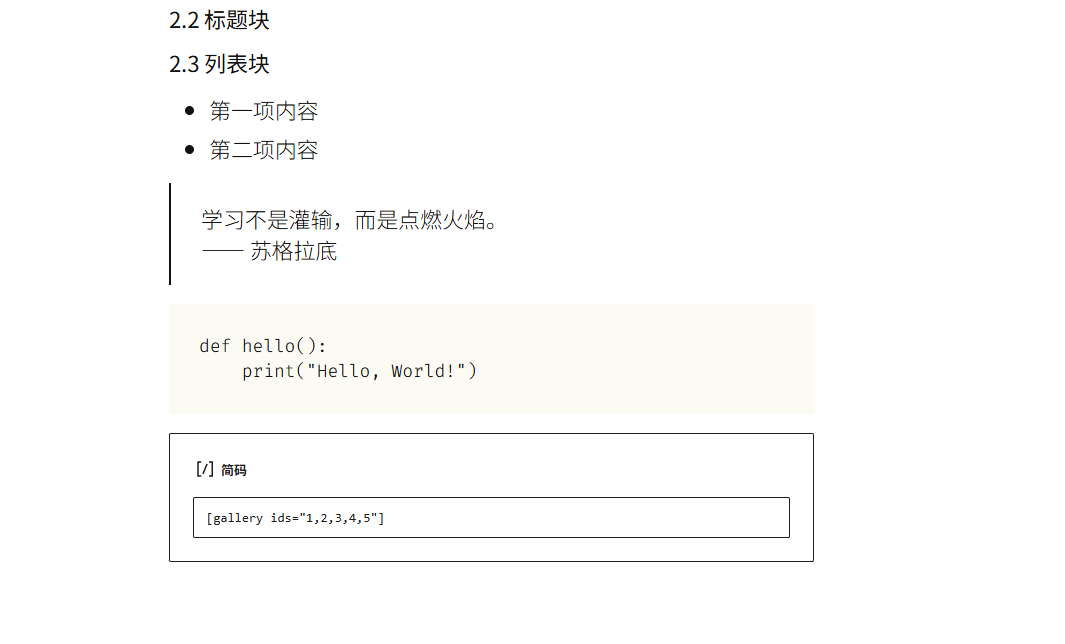 2.2 标题块
2.3 列表块
• 第一项内容
• 第二项内容
学习不是灌输，而是点燃火焰。
—— 苏格拉底
def hello():
    print("Hello, World!")
[/] 简码
[gallery ids="1,2,3,4,5"]